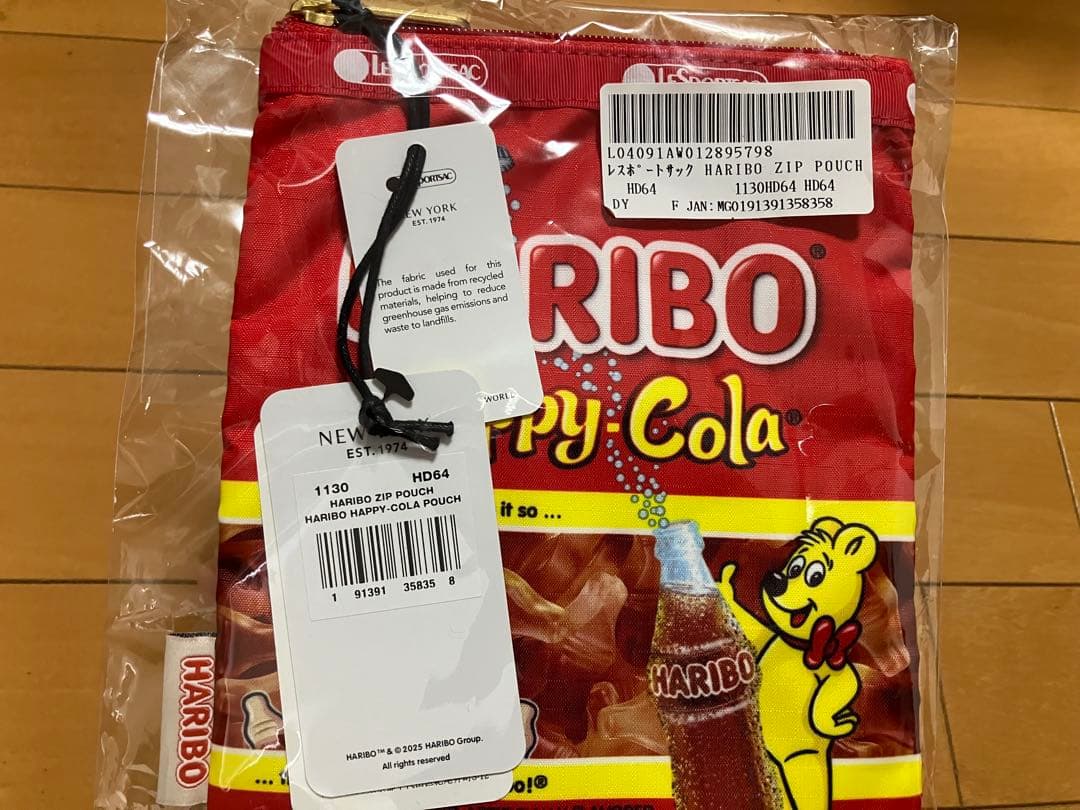 LESPORTSAC
LESPORTSAC
L04091AW012895798
レスポートサック HARIBO ZIP POUCH
HD64 1130HD64 HD64
DY F JAN:MG0191391358358
NEW YORK
EST. 1974
The fabric used for this
product is made from recycled
materials, helping to reduce
greenhouse gas emissions and
waste to landfills.
WORLD
RIBO®
ppy-Cola®
it so ...
NEW YORK
EST. 1974
1130 HD64
HARIBO ZIP POUCH
HARIBO HAPPY-COLA POUCH
1 91391 35835 8
HARIBO™ & © 2025 HARIBO Group.
All rights reserved
HARIBO
HARIBO